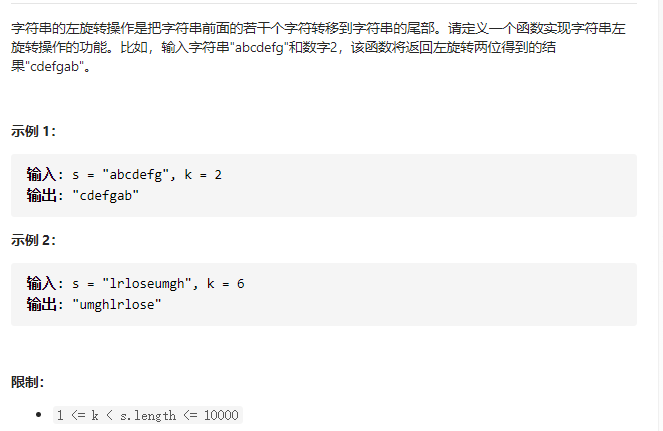 字符串的左旋转操作是把字符串前面的若干个字符转移到字符串的尾部。请定义一个函数实现字符串左
旋转操作的功能。比如，输入字符串"abcdefg"和数字2，该函数将返回左旋转两位得到的结
果"cdefgab"。
示例 1：
输入: s = "abcdefg", k = 2
输出: "cdefgab"
示例 2：
输入: s = "lrloseumgh", k = 6
输出: "umghlrlose"
限制：
• 1 <= k < s.length <= 10000